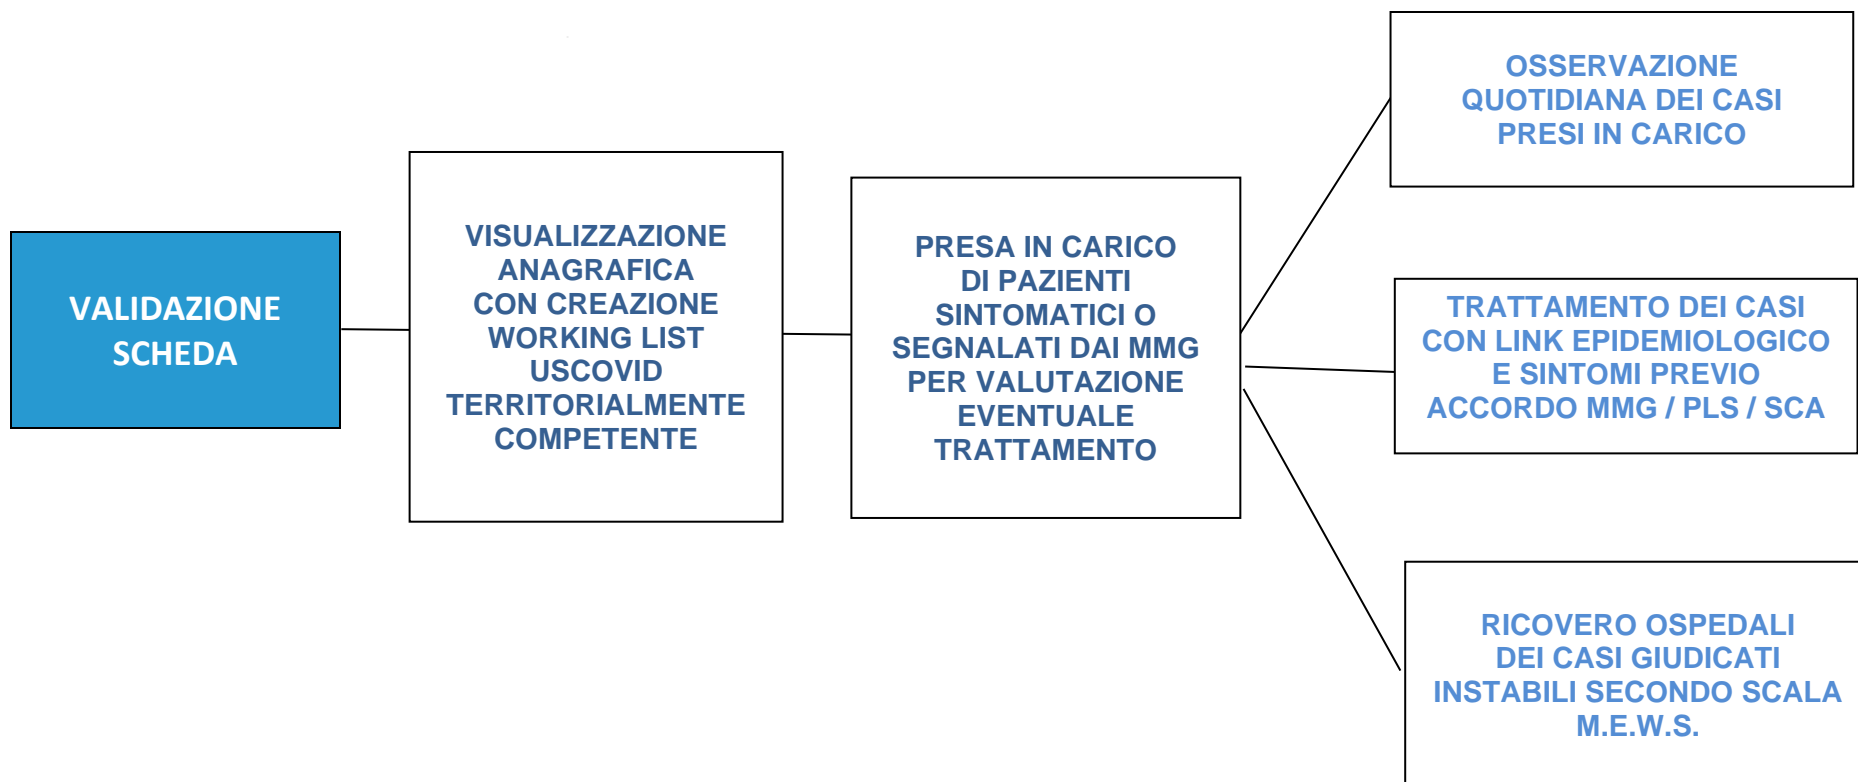 VALIDAZIONE
SCHEDA
VISUALIZZAZIONE
ANAGRAFICA
CON CREAZIONE
WORKING LIST
USCOVID
TERRITORIALMENTE
COMPETENTE
PRESA IN CARICO
DI PAZIENTI
SINTOMATICI O
SEGNALATI DAI MMG
PER VALUTAZIONE
EVENTUALE
TRATTAMENTO
OSSERVAZIONE
QUOTIDIANA DEI CASI
PRESI IN CARICO
TRATTAMENTO DEI CASI
CON LINK EPIDEMIOLOGICO
E SINTOMI PREVIO
ACCORDO MMG / PLS / SCA
RICOVERO OSPEDALI
DEI CASI GIUDICATI
INSTABILI SECONDO SCALA
M.E.W.S.